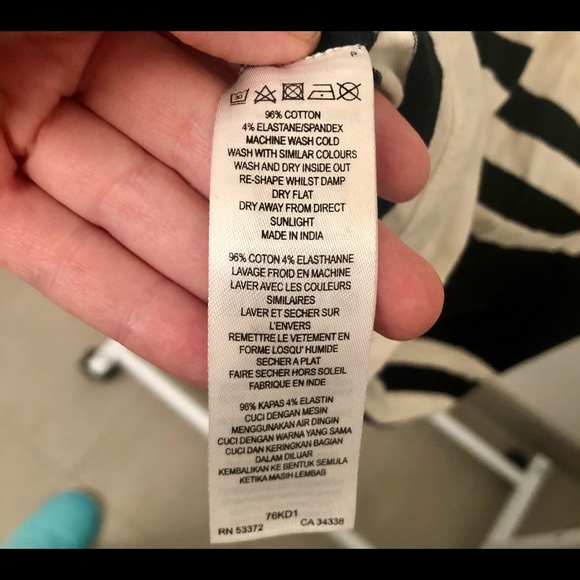 P
30
96% COTTON
4% ELASTANE/SPANDEX
MACHINE WASH COLD
WASH WITH SIMILAR COLOURS
WASH AND DRY INSIDE OUT
RE-SHAPE WHILST DAMP
DRY FLAT
DRY AWAY FROM DIRECT
SUNLIGHT
MADE IN INDIA
96% COTON 4% ELASTHANNE
LAVAGE FROID EN MACHINE
LAVER AVEC LES COULEURS
SIMILAIRES
LAVER ET SECHER SUR
L'ENVERS
REMETTRE LE VETEMENT EN
FORME LOSQU' HUMIDE
SECHER A PLAT
FAIRE SECHER HORS SOLEIL
FABRIQUE EN INDE
96% KAPAS 4% ELASTIN
CUCI DENGAN MESIN
MENGGUNAKAN AIR DINGIN
CUCI DENGAN WARNA YANG SAMA
CUCI DAN KERINGKAN BAGIAN
DALAM DILUAR
KEMBALIKAN KE BENTUK SEMULA
KETIKA MASIH LEMBAS
76KD1
RN 53372 CA 34338